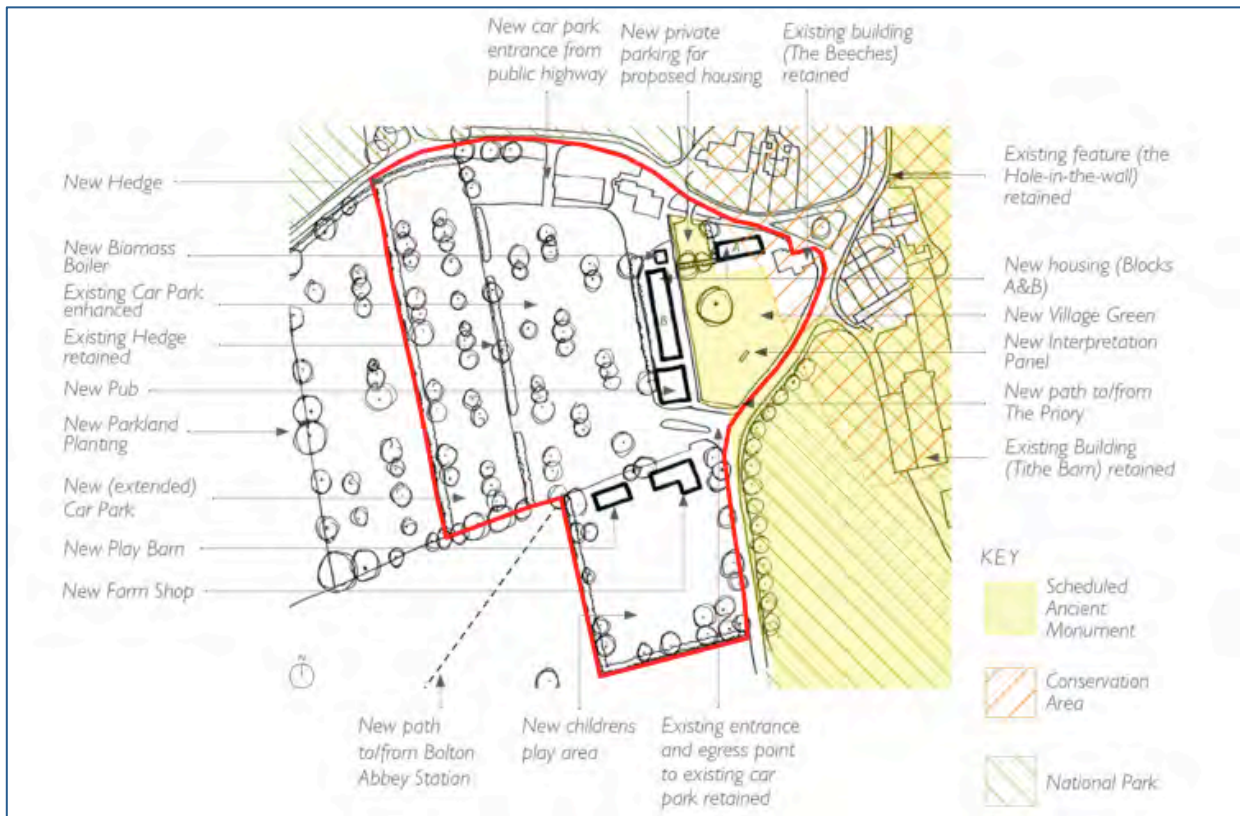 New car park
entrance from
public highway
New private
parking for
proposed housing
Existing building
(The Beeches)
retained
New Hedge
New Biomass
Boiler
Existing Car Park
enhanced
Existing Hedge
retained
New Pub
New Parkland
Planting
New (extended)
Car Park
New Play Barn
New Farm Shop
Existing feature (the
Hole-in-the-wall)
retained
New housing (Blocks
A&B)
New Village Green
New Interpretation
Panel
New path to/from
The Priory
Existing Building
(Tithe Barn) retained
A
B
N
New path
to/from Bolton
Abbey Station
New childrens
play area
Existing entrance
and egress point
to existing car
park retained
KEY
Scheduled
Ancient
Monument
Conservation
Area
National Park